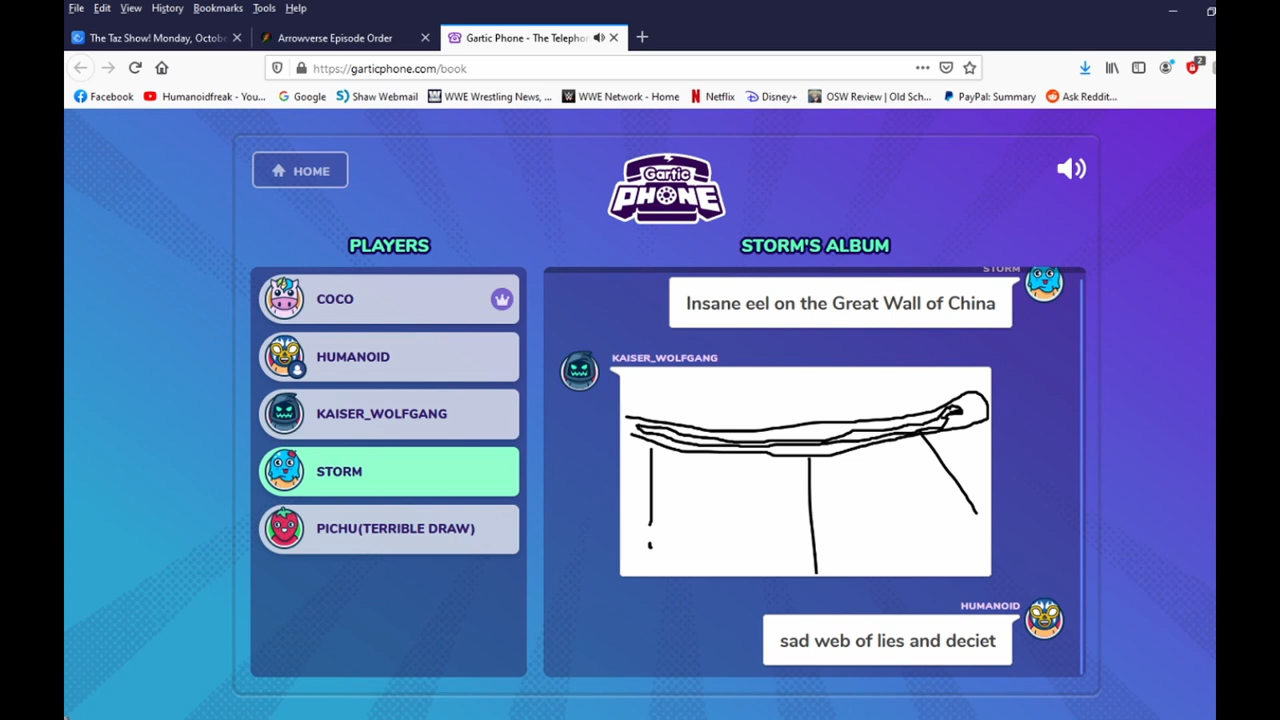 File Edit View History Bookmarks Tools Help
The Taz Show! Monday, Octobe
Arrowverse Episode Order
Gartic Phone - The Telephon
https://garticphone.com/book
Facebook Humanoidfreak - You... Google Shaw Webmail WWE Wrestling News, ... WWE Network - Home Netflix Disney+ OSW Review | Old Sch... PayPal: Summary Ask Reddit...
2
HOME
Gartic
PHONE
PLAYERS
COCO
HUMANOID
KAISER_WOLFGANG
STORM
PICHU(TERRIBLE DRAW)
STORM'S ALBUM
STORM
Insane eel on the Great Wall of China
KAISER_WOLFGANG
HUMANOID
sad web of lies and deciet